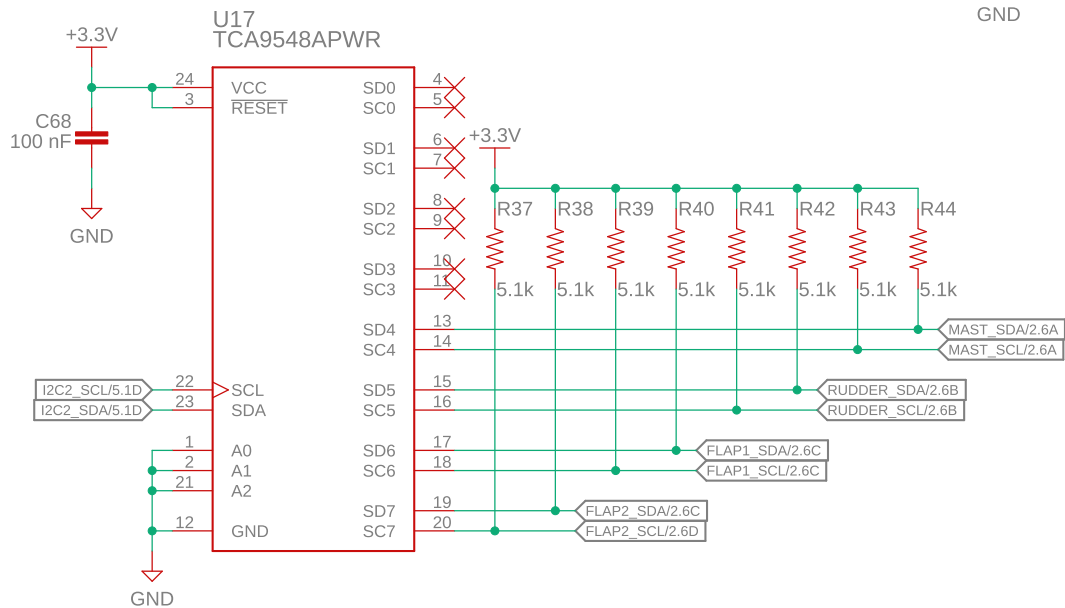 GND
U17
TCA9548APWR
+3.3V
24 VCC
3 RESET
C68
100 nF
GND
SD0 4
SC0 5
SD1 6
SC1 7
SD2 8
SC2 9
SD3 10
SC3 11
+3.3V
R37 R38 R39 R40 R41 R42 R43 R44
5.1k 5.1k 5.1k 5.1k 5.1k 5.1k 5.1k 5.1k
SD4 13 MAST_SDA/2.6A
SC4 14 MAST_SCL/2.6A
I2C2_SCL/5.1D 22 SCL SD5 15 RUDDER_SDA/2.6B
I2C2_SDA/5.1D 23 SDA SC5 16 RUDDER_SCL/2.6B
1 A0 SD6 17 FLAP1_SDA/2.6C
2 A1 SC6 18 FLAP1_SCL/2.6C
21 A2
SD7 19 FLAP2_SDA/2.6C
12 GND SC7 20 FLAP2_SCL/2.6D
GND